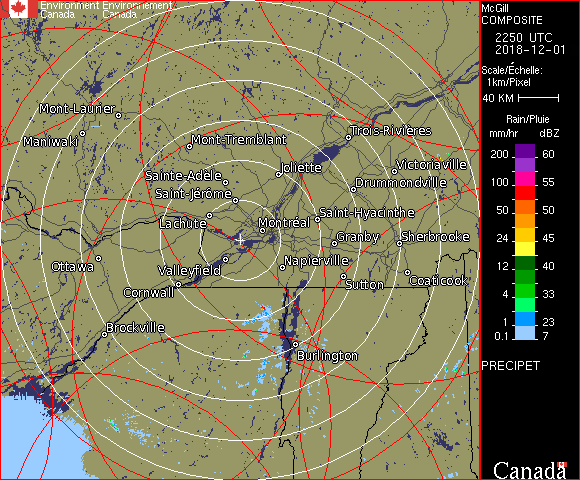 Environment Environnement
Canada Canada
McGill
COMPOSITE
2250 UTC
2018-12-01
Scale/Échelle:
1km/Pixel
40 KM
Rain/Pluie
mm/hr dBZ
200 60
155 55
100 55
50 50
24 45
12 40
4 33
1 23
0.1 7
PRECIPET
Canada
Mont-Laurier
Maniwaki
Mont-Tremblant
Trois-Rivières
Joliette
Victoriaville
Sainte-Adèle
Drummondville
Saint-Jérôme
Lachute
Saint-Hyacinthe
Montréal
Granby
Sherbrooke
Ottawa
Valleyfield
Napierville
Cornwall
Sutton
Coaticook
Brockville
Burlington